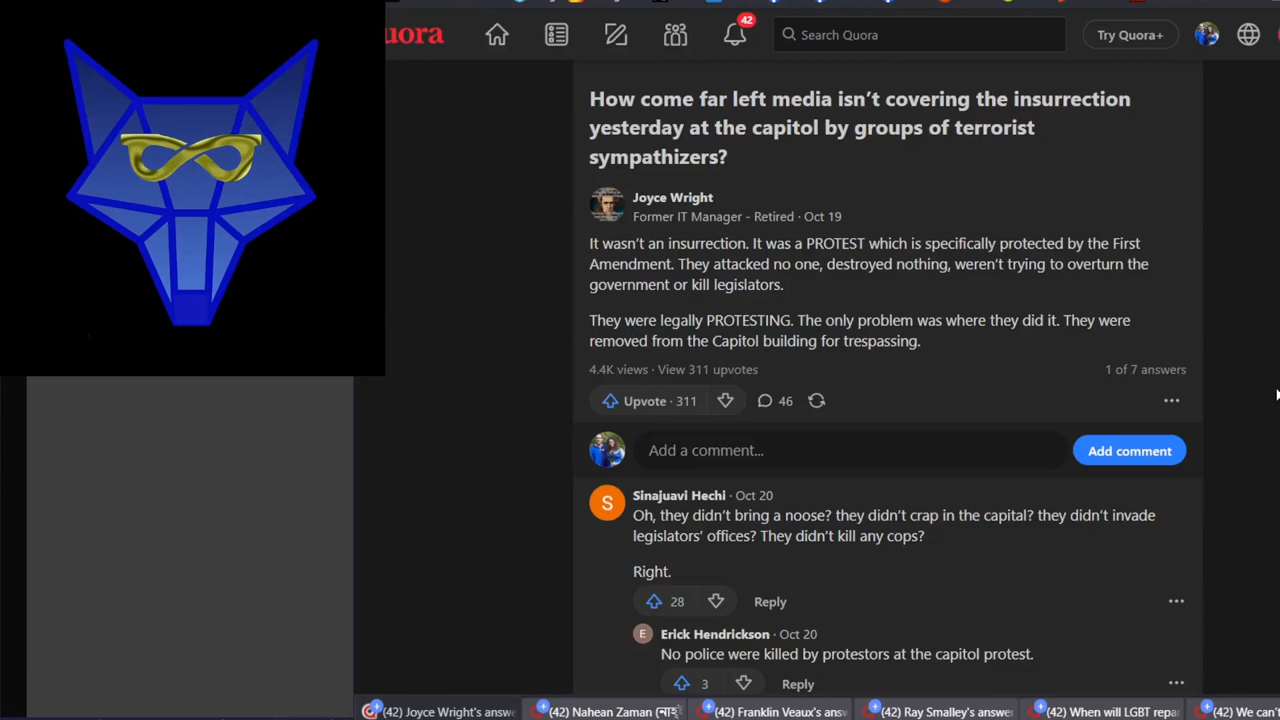 uora
42
Search Quora
Try Quora+
How come far left media isn't covering the insurrection
yesterday at the capitol by groups of terrorist
sympathizers?
Joyce Wright
Former IT Manager - Retired · Oct 19
It wasn't an insurrection. It was a PROTEST which is specifically protected by the First
Amendment. They attacked no one, destroyed nothing, weren't trying to overturn the
government or kill legislators.
They were legally PROTESTING. The only problem was where they did it. They were
removed from the Capitol building for trespassing.
4.4K views · View 311 upvotes
1 of 7 answers
Upvote · 311
46
Add a comment...
Add comment
S
Sinajuavi Hechi · Oct 20
Oh, they didn't bring a noose? they didn't crap in the capital? they didn't invade
legislators' offices? They didn't kill any cops?
Right.
28
Reply
E
Erick Hendrickson · Oct 20
No police were killed by protestors at the capitol protest.
3
Reply
(42) Joyce Wright's answe
(42) Nahean Zaman
(42) Franklin Veaux's ans
(42) Ray Smalley's answe
(42) When will LGBT repa
(42) We can'